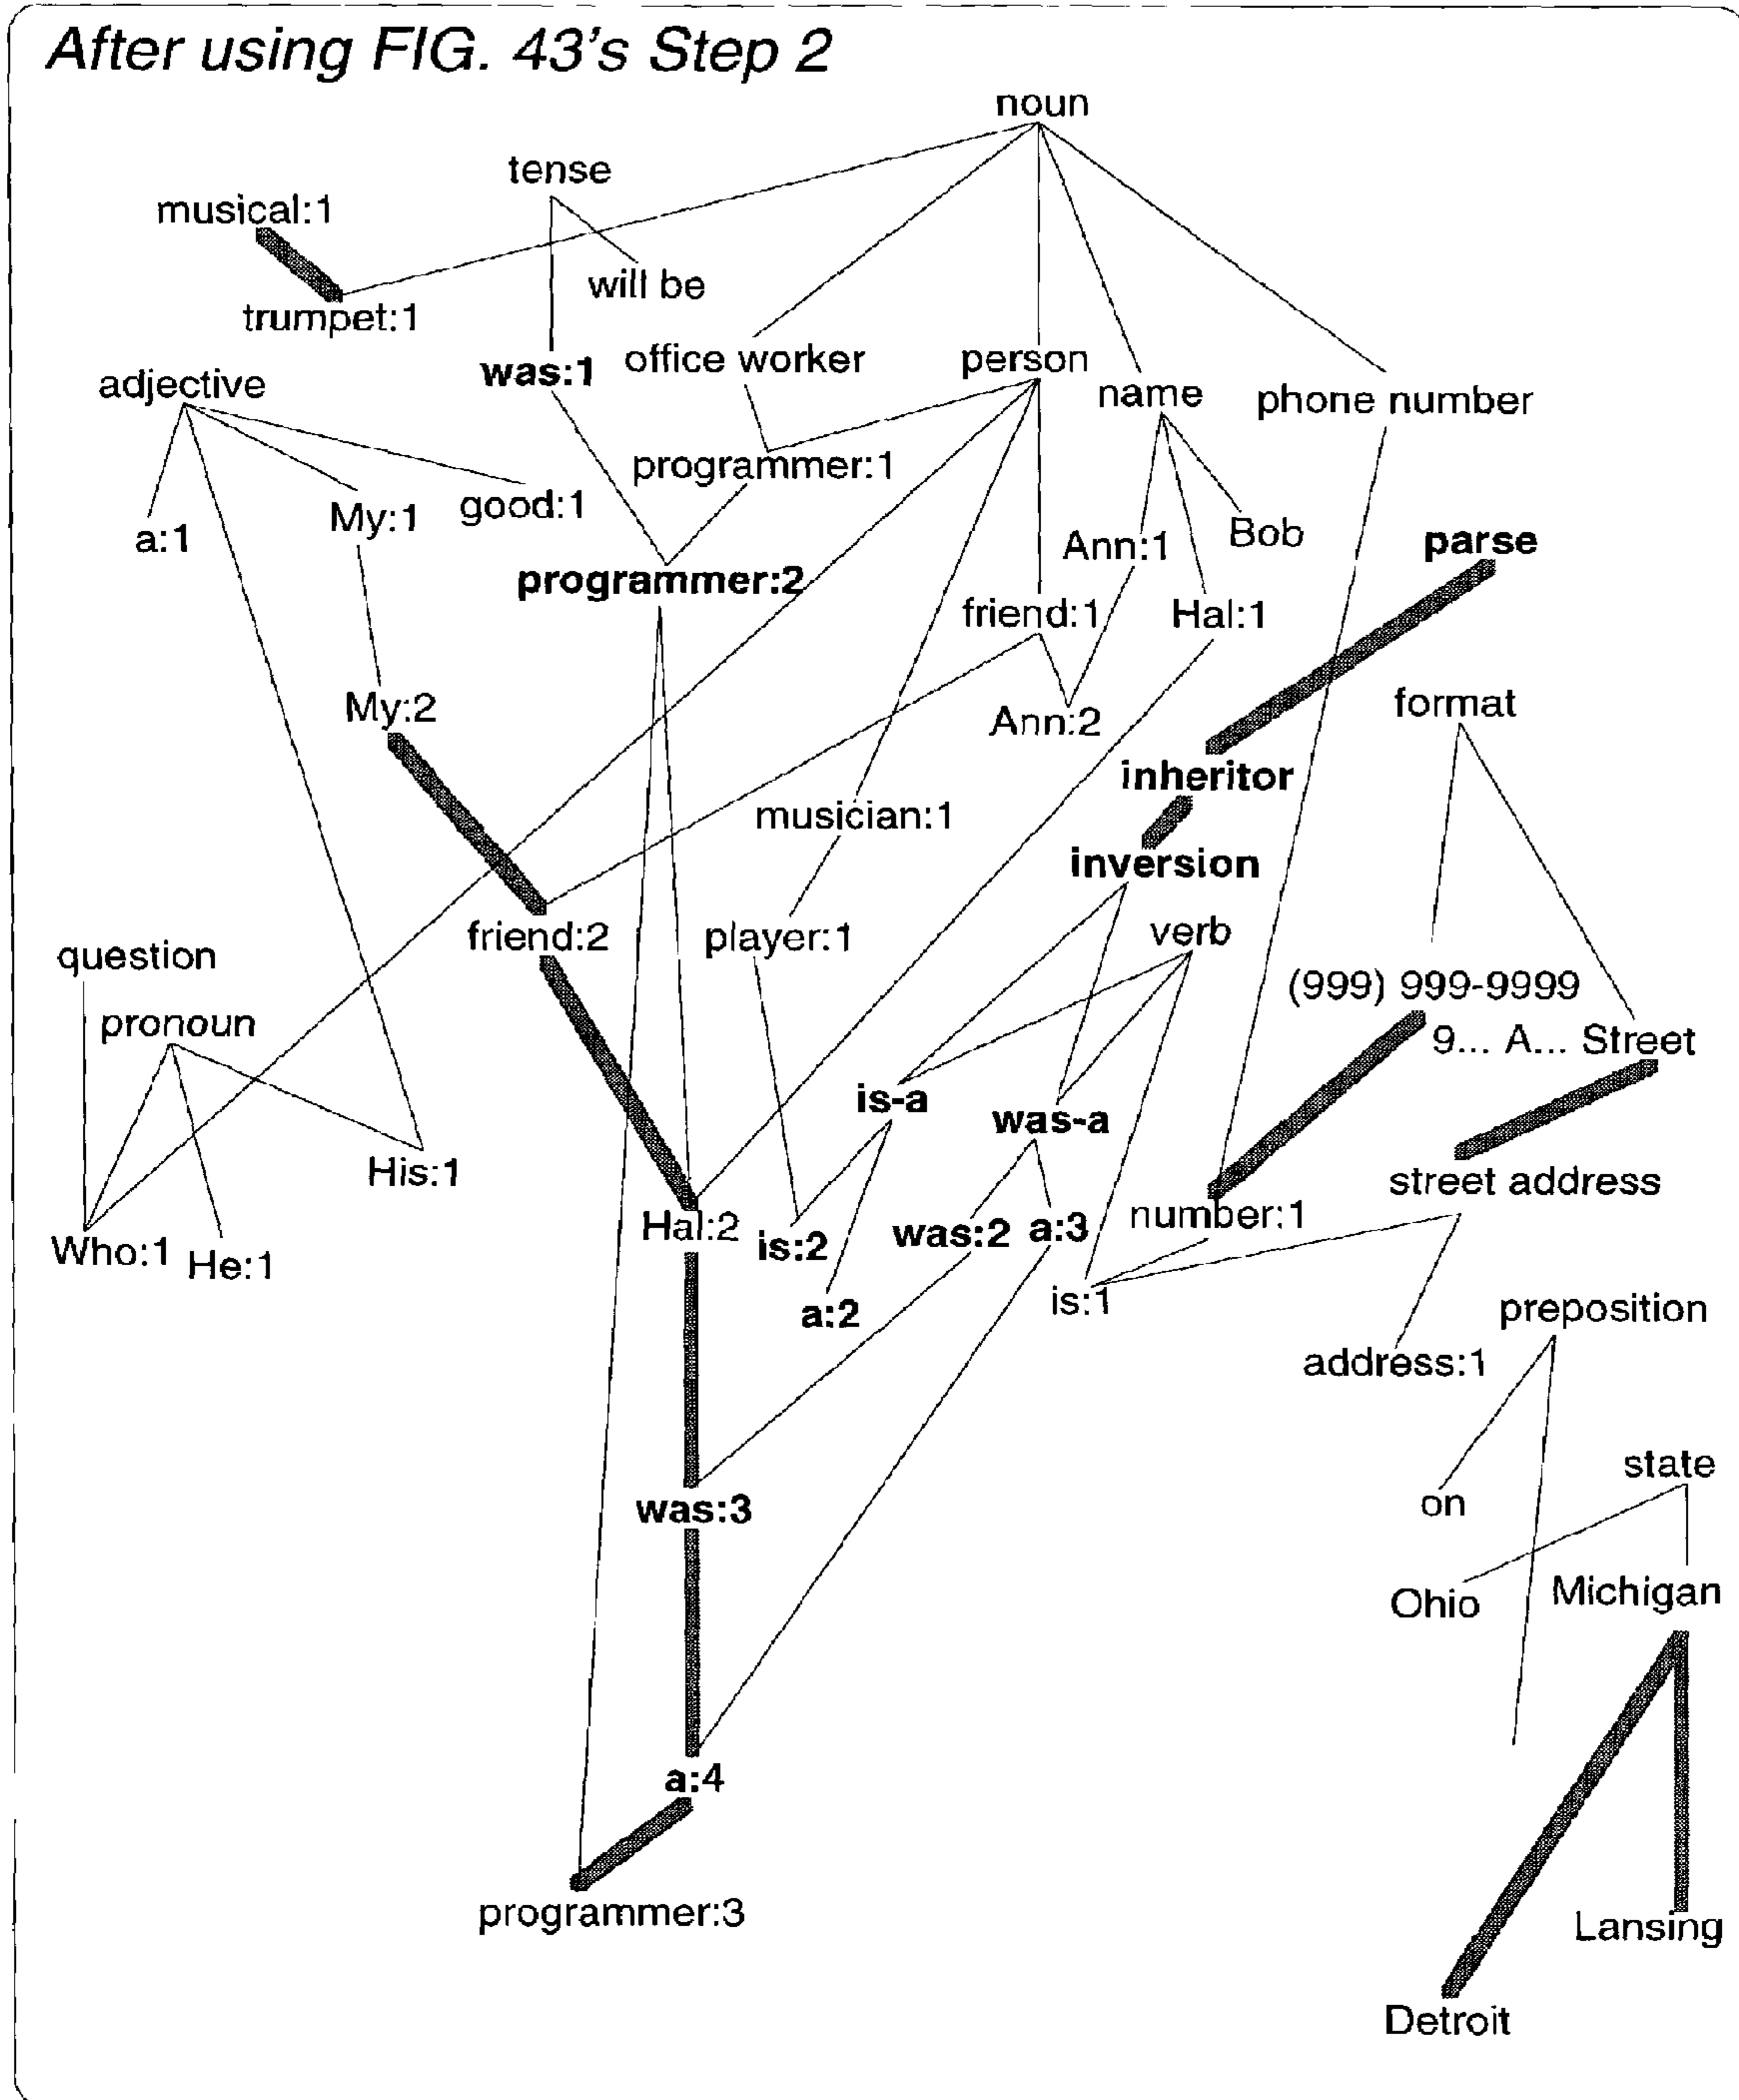 After using FIG. 43's Step 2
noun
tense
musical:1
will be
trumpet:1
was:1 office worker person
adjective name phone number
programmer:1
a:1 My:1 good:1
Ann:1 Bob parse
programmer:2
friend:1 Hal:1
My:2 Ann:2 format
inheritor
musician:1
inversion
question friend:2 player:1 verb
(999) 999-9999
pronoun 9... A... Street
is-a was-a
His:1 street address
Who:1 He:1 Hal:2 is:2 was:2 a:3 number:1
a:2 is:1 preposition
address:1
state
was:3 on
Ohio Michigan
a:4
programmer:3 Lansing
Detroit